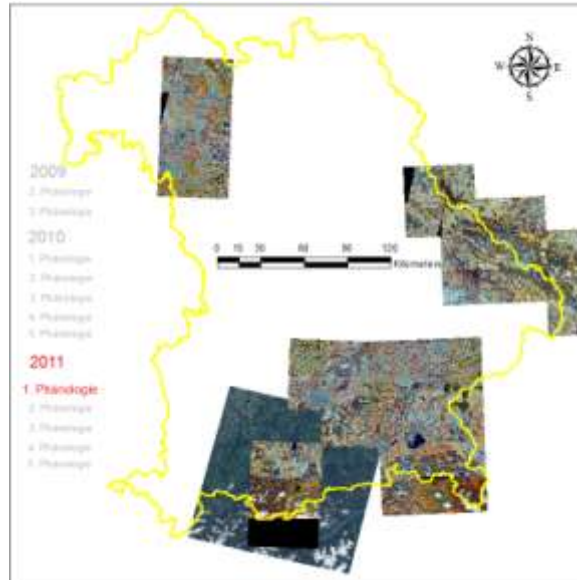 N
W E
S
2009
2. Phänologie
3. Phänologie
0 15 30 60 90 120
Kilometers
2010
1. Phänologie
2. Phänologie
3. Phänologie
4. Phänologie
5. Phänologie
2011
1. Phänologie
2. Phänologie
3. Phänologie
4. Phänologie
5. Phänologie